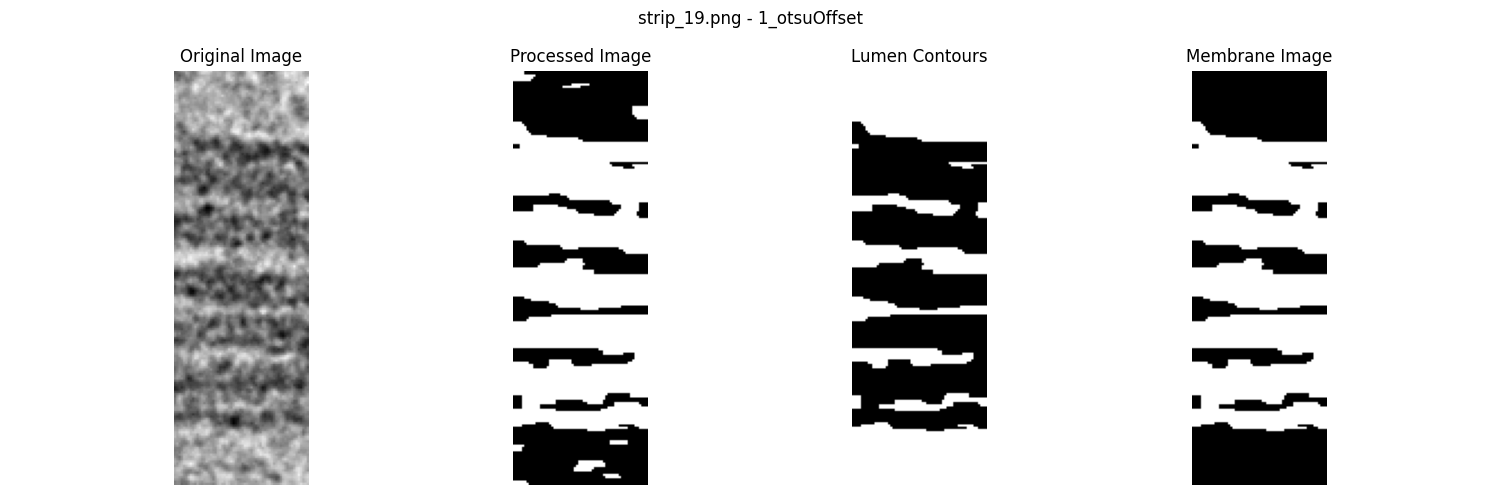 strip_19.png - 1_otsuOffset
Original Image
Processed Image
Lumen Contours
Membrane Image